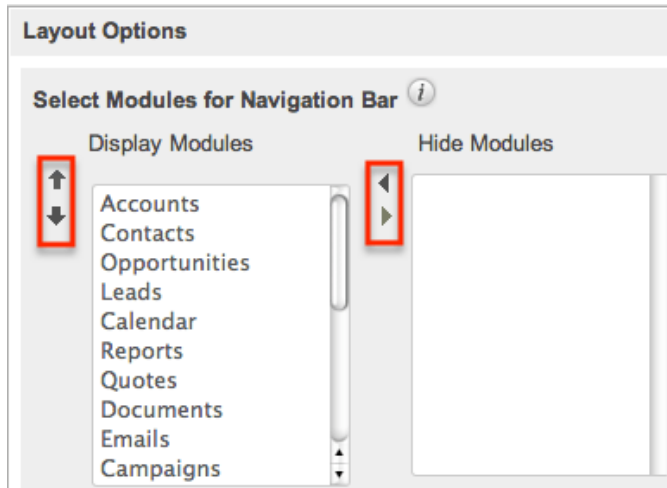 Layout Options
Select Modules for Navigation Bar i
Display Modules
Hide Modules
Accounts
Contacts
Opportunities
Leads
Calendar
Reports
Quotes
Documents
Emails
Campaigns